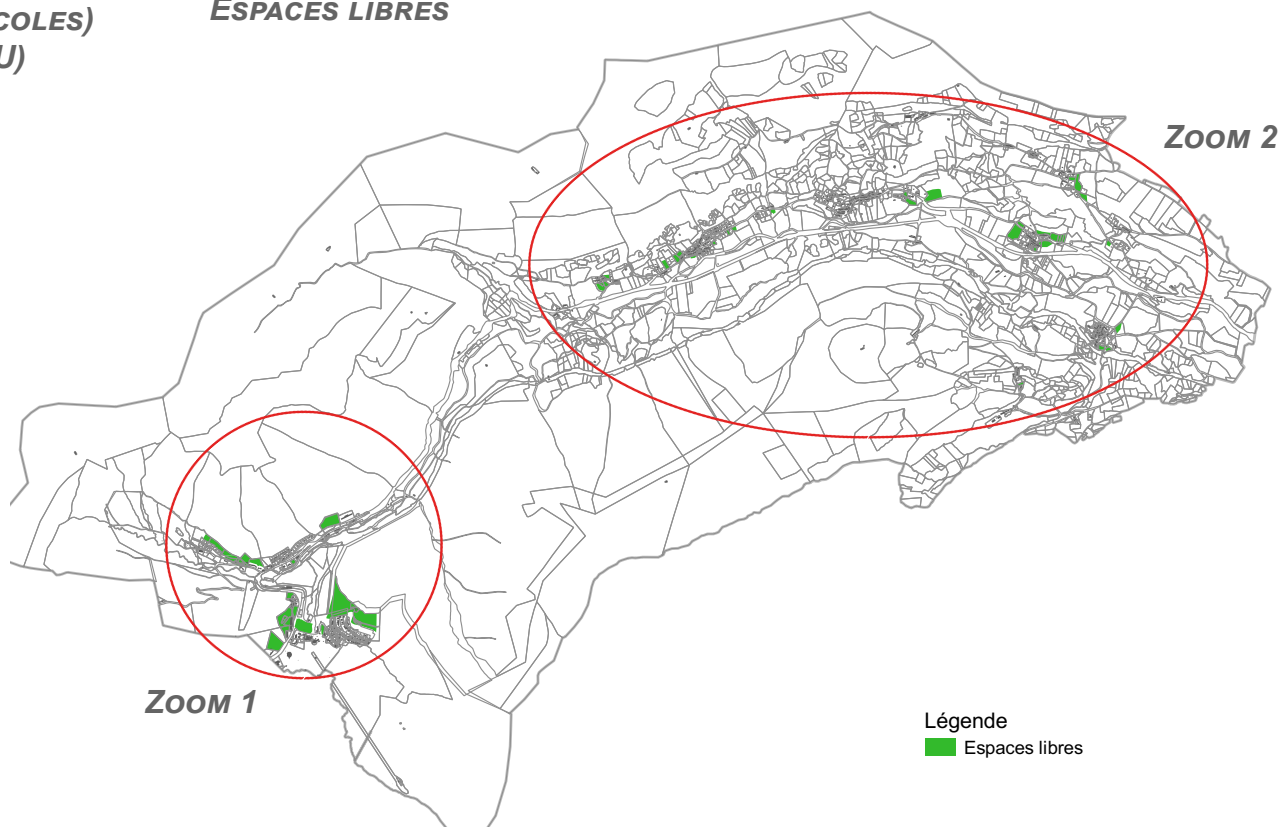 COLES)
U)
ESPACES LIBRES
ZOOM 2
ZOOM 1
Légende
Espaces libres